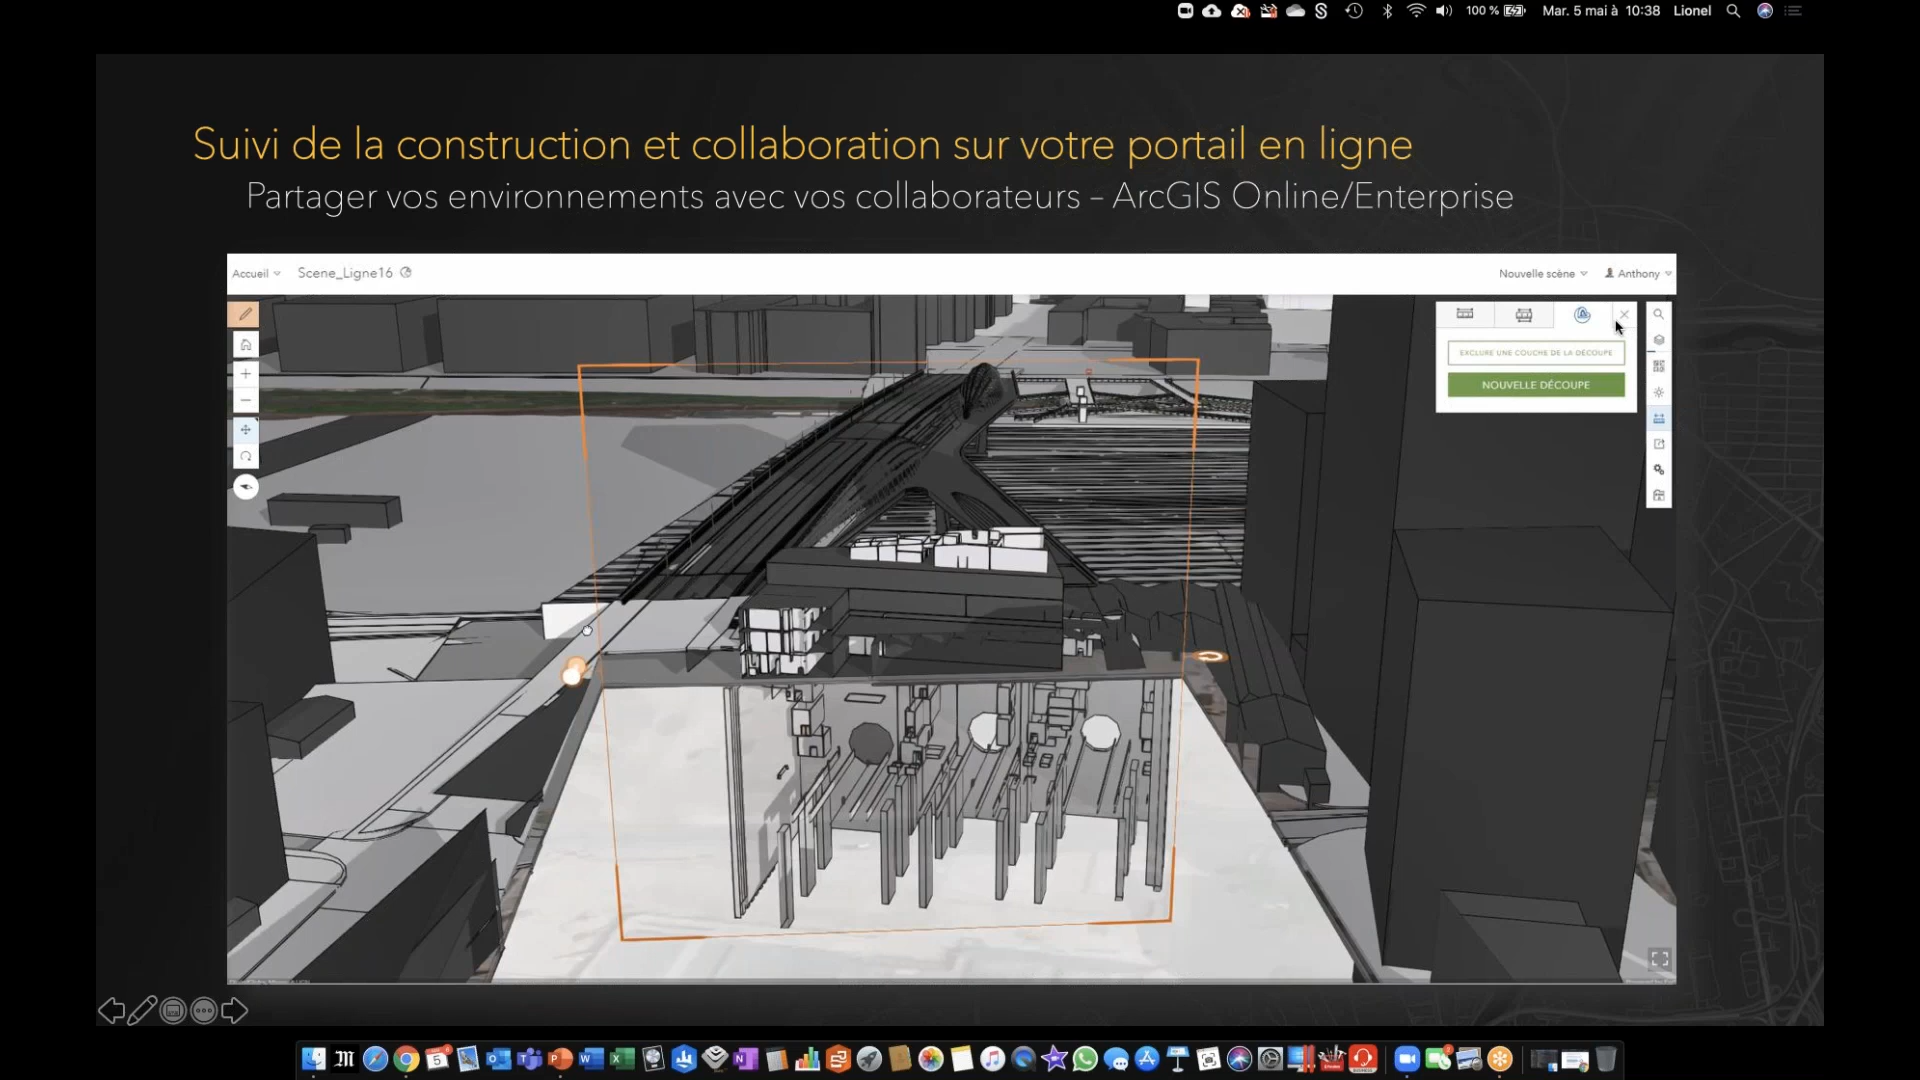 100 %
Mar. 5 mai à 10:38
Lionel
Suivi de la construction et collaboration sur votre portail en ligne
Partager vos environnements avec vos collaborateurs – ArcGIS Online/Enterprise
Accueil
Scene_Ligne16
Nouvelle scène
Anthony
EXCLURE UNE COUCHE DE LA DÉCOUPE
NOUVELLE DÉCOUPE